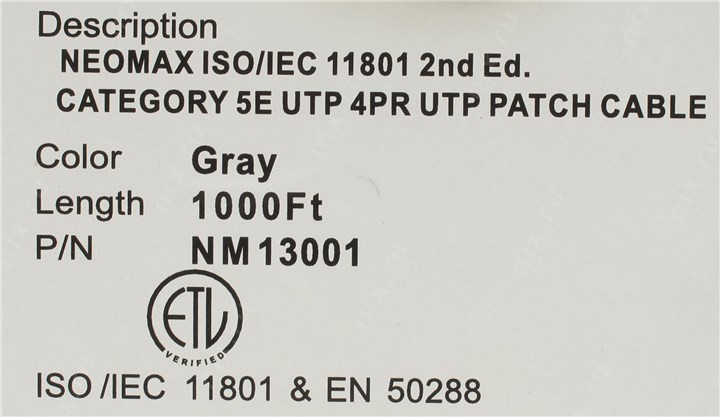 Description
NEOMAX ISO/IEC 11801 2nd Ed.
CATEGORY 5E UTP 4PR UTP PATCH CABLE
Color Gray
Length 1000Ft
P/N NM13001
ETL
VERIFIED
ISO /IEC 11801 & EN 50288